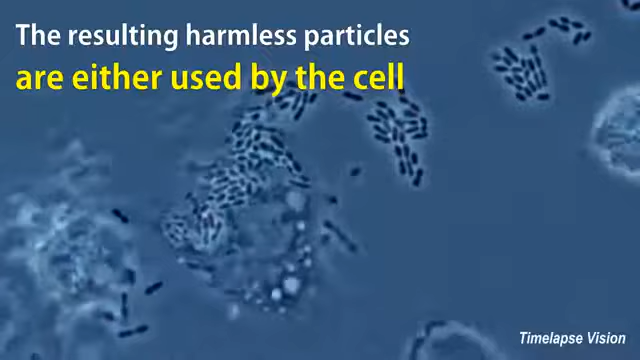 The resulting harmless particles
are either used by the cell
Timelapse Vision